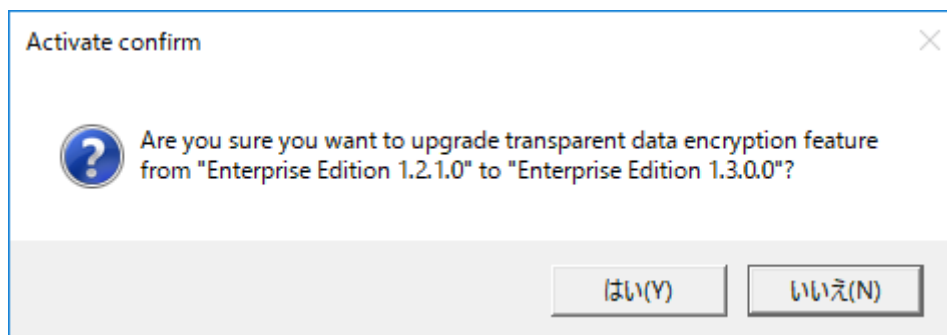 Activate confirm
Are you sure you want to upgrade transparent data encryption feature
from "Enterprise Edition 1.2.1.0" to "Enterprise Edition 1.3.0.0"?
はい(Y)
いいえ(N)